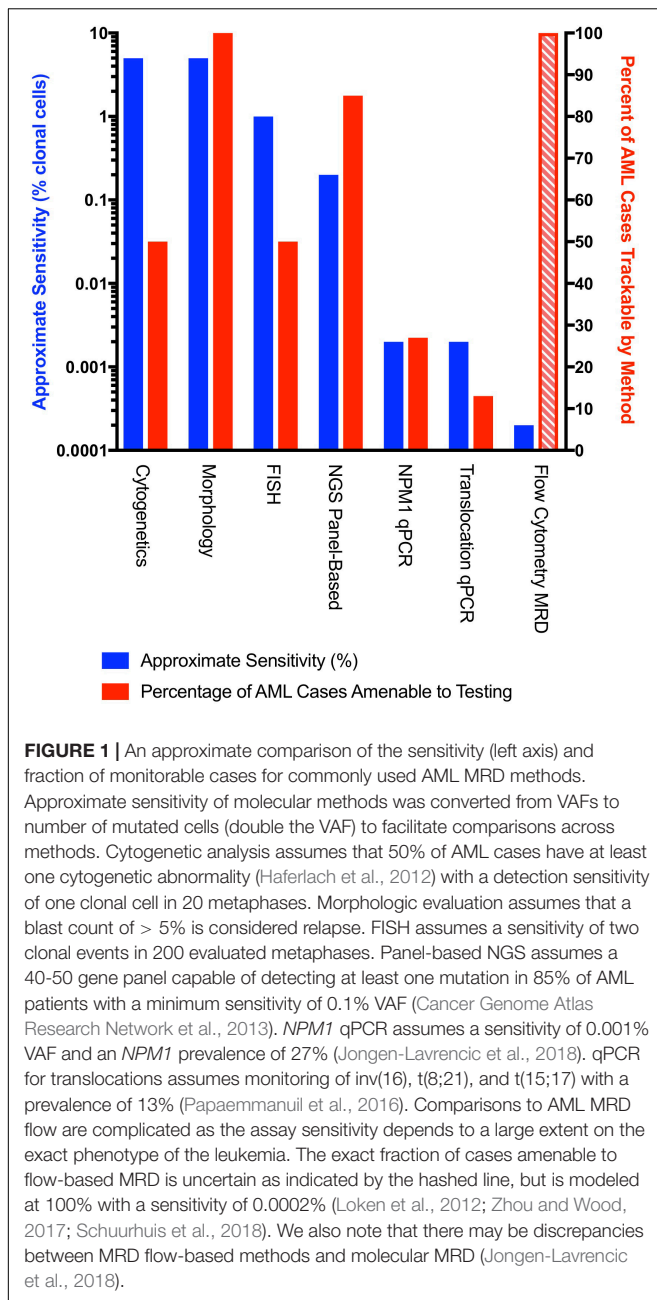 10
1
0.1
0.01
0.001
0.0001
Approximate Sensitivity (% clonal cells)
100
90
80
70
60
50
40
30
20
10
0
Percent of AML Cases Trackable by Method
Cytogenetics
Morphology
FISH
NGS Panel-Based
NPM1 qPCR
Translocation qPCR
Flow Cytometry MRD
Approximate Sensitivity (%)
Percentage of AML Cases Amenable to Testing
FIGURE 1 | An approximate comparison of the sensitivity (left axis) and
fraction of monitorable cases for commonly used AML MRD methods.
Approximate sensitivity of molecular methods was converted from VAFs to
number of mutated cells (double the VAF) to facilitate comparisons across
methods. Cytogenetic analysis assumes that 50% of AML cases have at least
one cytogenetic abnormality (Haferlach et al., 2012) with a detection sensitivity
of one clonal cell in 20 metaphases. Morphologic evaluation assumes that a
blast count of > 5% is considered relapse. FISH assumes a sensitivity of two
clonal events in 200 evaluated metaphases. Panel-based NGS assumes a
40-50 gene panel capable of detecting at least one mutation in 85% of AML
patients with a minimum sensitivity of 0.1% VAF (Cancer Genome Atlas
Research Network et al., 2013). NPM1 qPCR assumes a sensitivity of 0.001%
VAF and an NPM1 prevalence of 27% (Jongen-Lavrencic et al., 2018). qPCR
for translocations assumes monitoring of inv(16), t(8;21), and t(15;17) with a
prevalence of 13% (Papaemmanuil et al., 2016). Comparisons to AML MRD
flow are complicated as the assay sensitivity depends to a large extent on the
exact phenotype of the leukemia. The exact fraction of cases amenable to
flow-based MRD is uncertain as indicated by the hashed line, but is modeled
at 100% with a sensitivity of 0.0002% (Loken et al., 2012; Zhou and Wood,
2017; Schuurhuis et al., 2018). We also note that there may be discrepancies
between MRD flow-based methods and molecular MRD (Jongen-Lavrencic
et al., 2018).